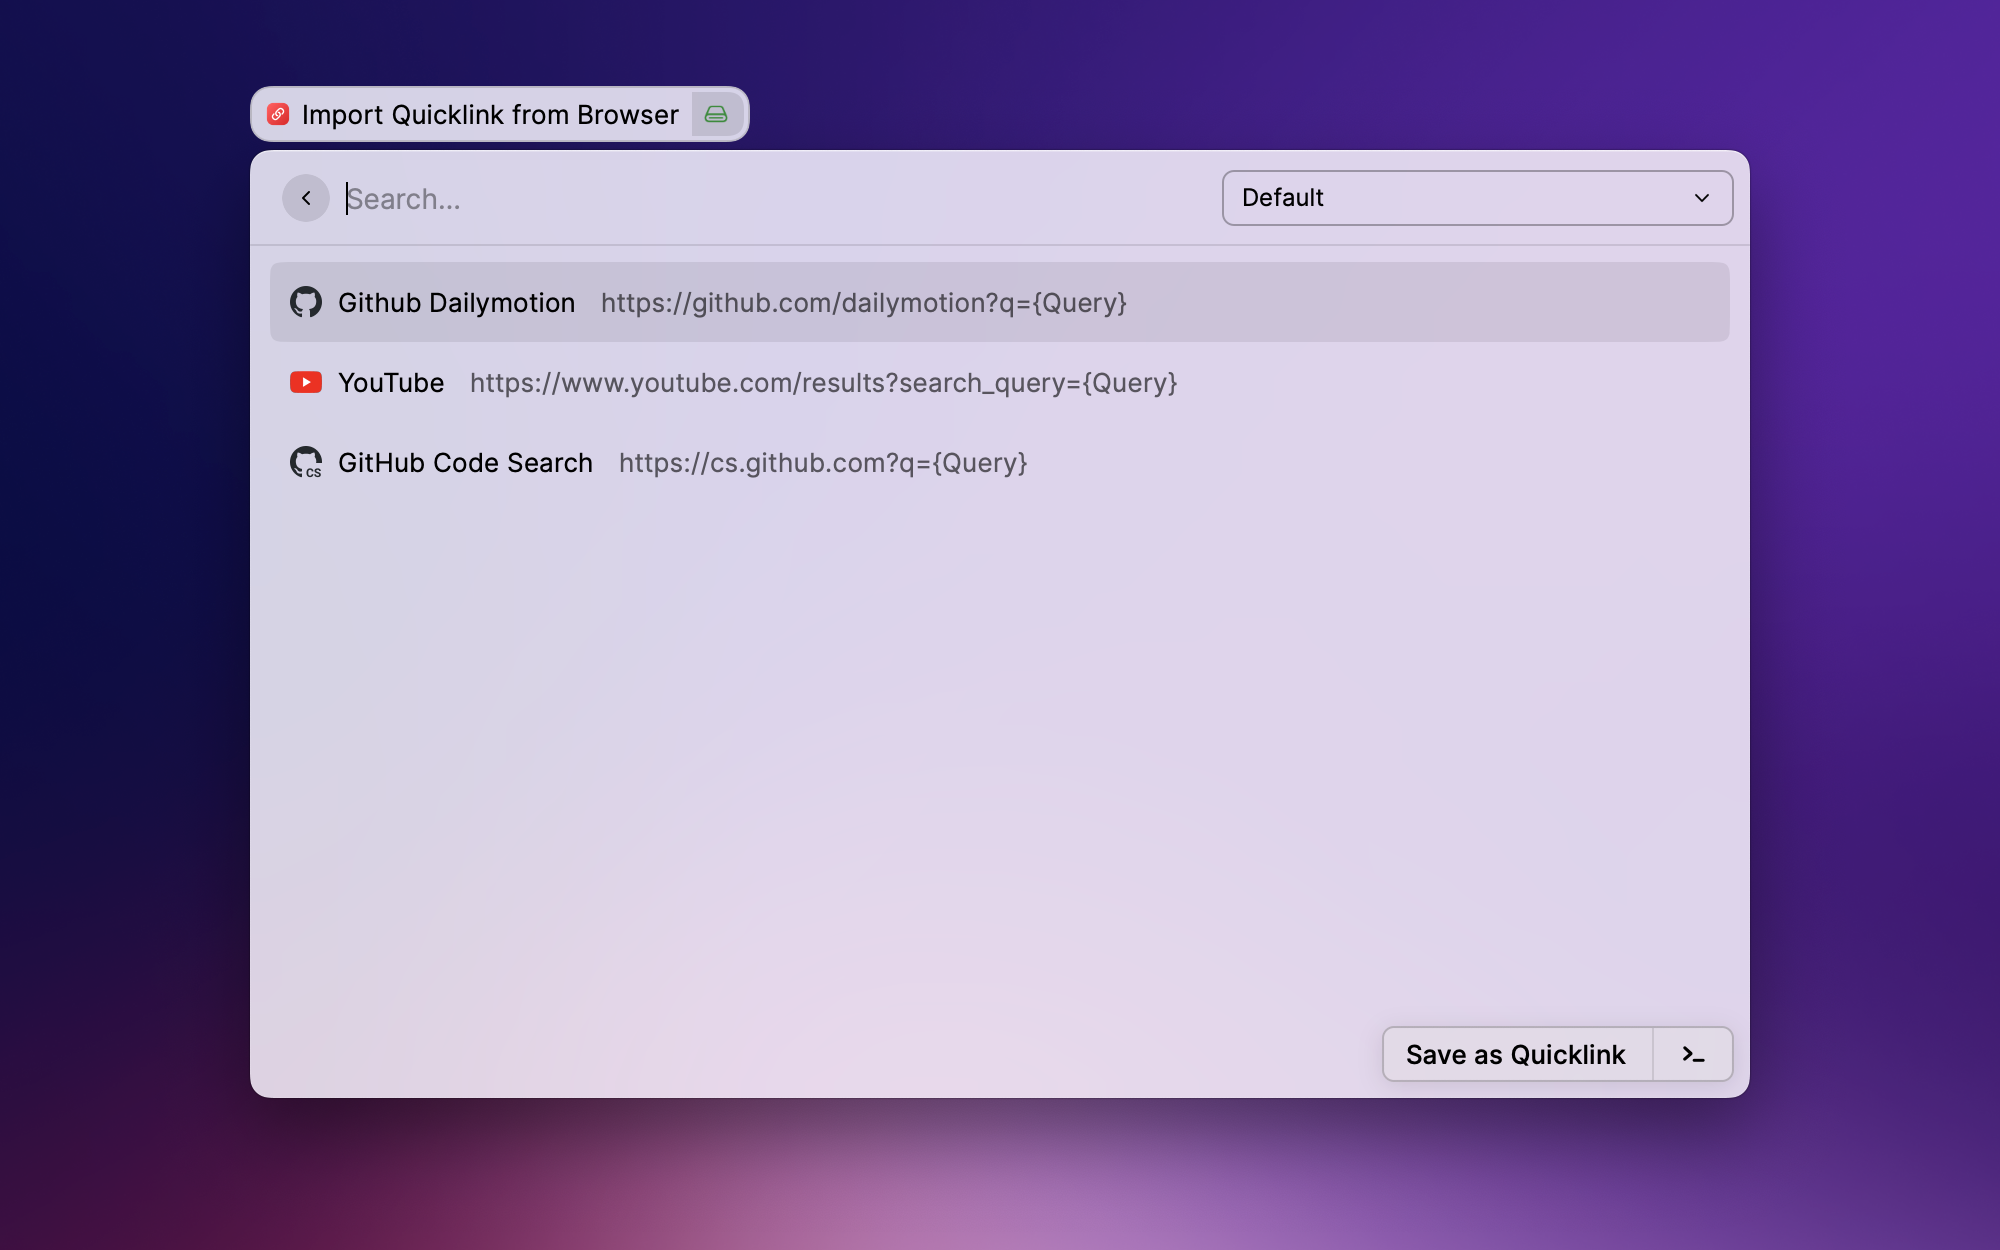 Import Quicklink from Browser
Search...
Default
Github Dailymotion https://github.com/dailymotion?q={Query}
YouTube https://www.youtube.com/results?search_query={Query}
CS GitHub Code Search https://cs.github.com?q={Query}
Save as Quicklink >_